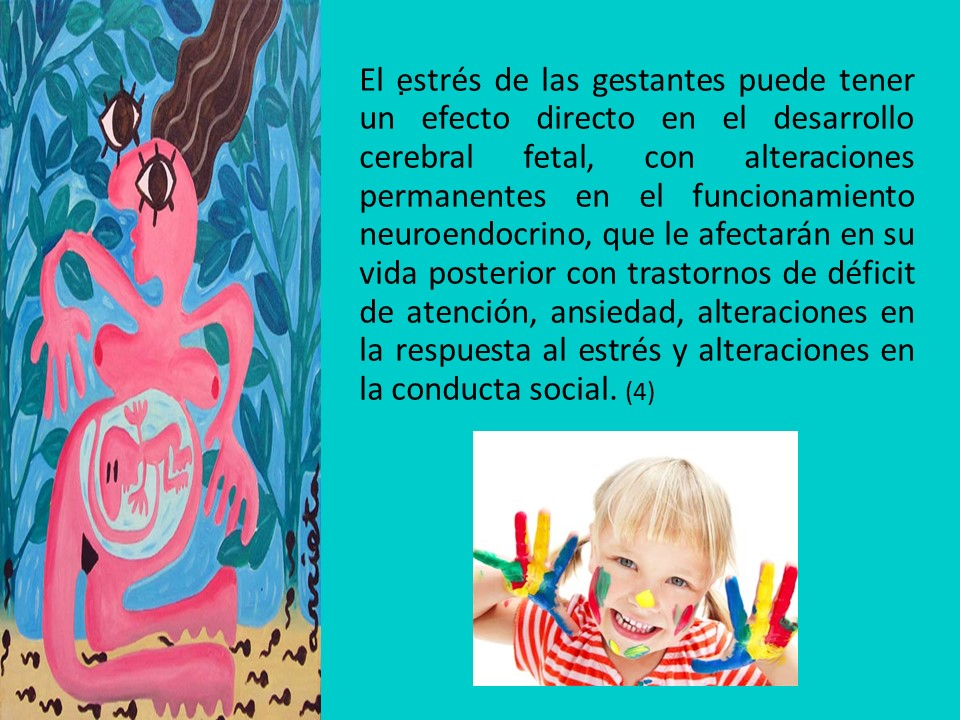 El estrés de las gestantes puede tener
un efecto directo en el desarrollo
cerebral fetal, con alteraciones
permanentes en el funcionamiento
neuroendocrino, que le afectarán en su
vida posterior con trastornos de déficit
de atención, ansiedad, alteraciones en
la respuesta al estrés y alteraciones en
la conducta social. (4)
arrieta